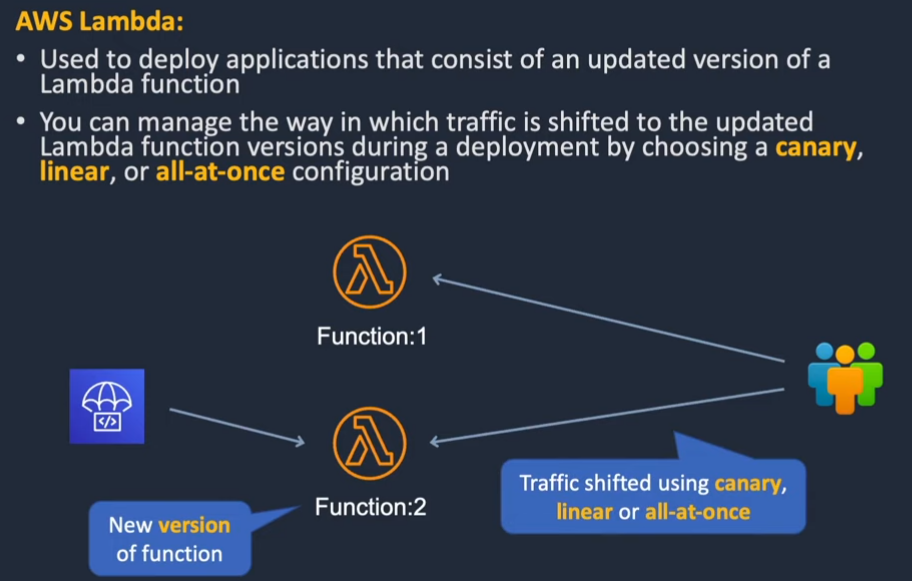 AWS Lambda:
• Used to deploy applications that consist of an updated version of a
Lambda function
• You can manage the way in which traffic is shifted to the updated
Lambda function versions during a deployment by choosing a canary,
linear, or all-at-once configuration
Function:1
</>
Function:2
Traffic shifted using canary,
linear or all-at-once
New version
of function